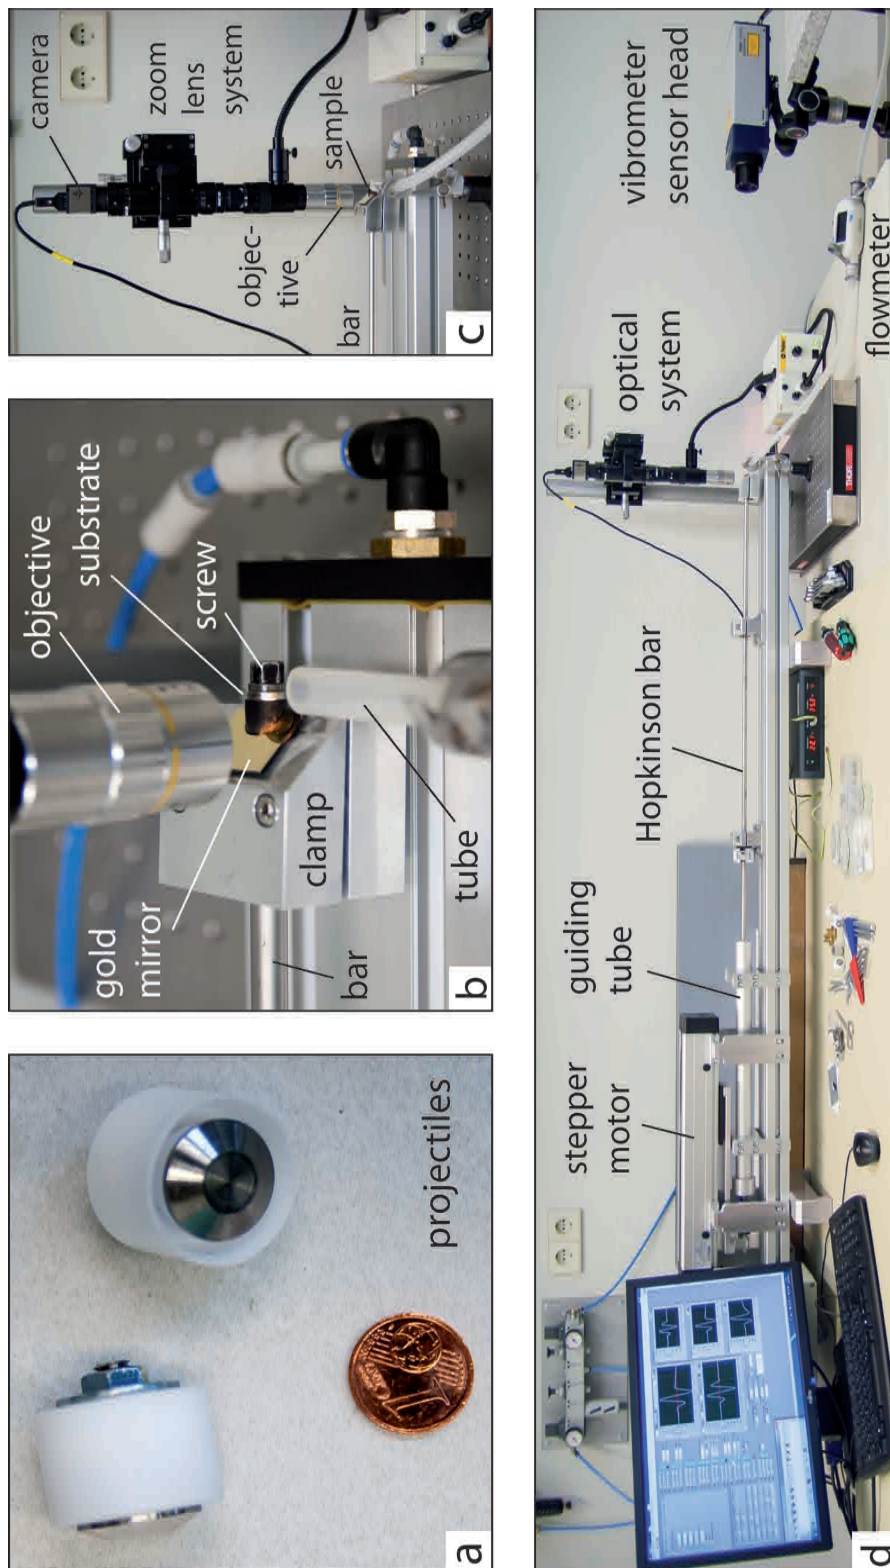 projectiles
a
objective
substrate
screw
gold
mirror
clamp
bar
tube
b
camera
zoom
lens
system
objec-
tive
sample
bar
c
stepper
motor
guiding
tube
Hopkinson bar
optical
system
vibrometer
sensor head
flowmeter
THOR
d